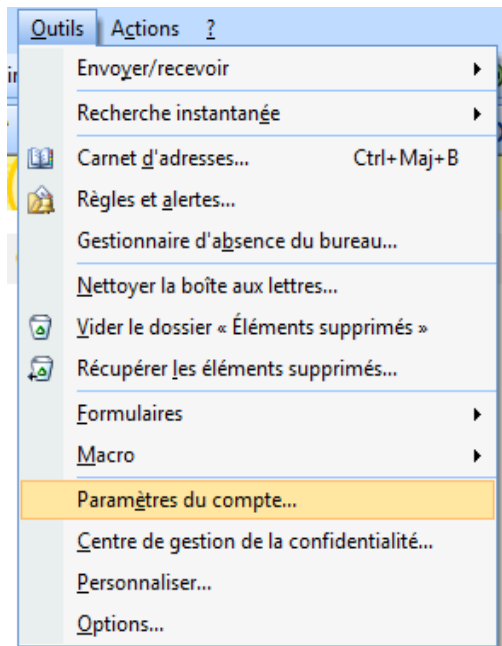 Outils Actions ?
Envoyer/recevoir
Recherche instantanée
Carnet d'adresses... Ctrl+Maj+B
Règles et alertes...
Gestionnaire d'absence du bureau...
Nettoyer la boîte aux lettres...
Vider le dossier « Éléments supprimés »
Récupérer les éléments supprimés...
Formulaires
Macro
Paramètres du compte...
Centre de gestion de la confidentialité...
Personnaliser...
Options...